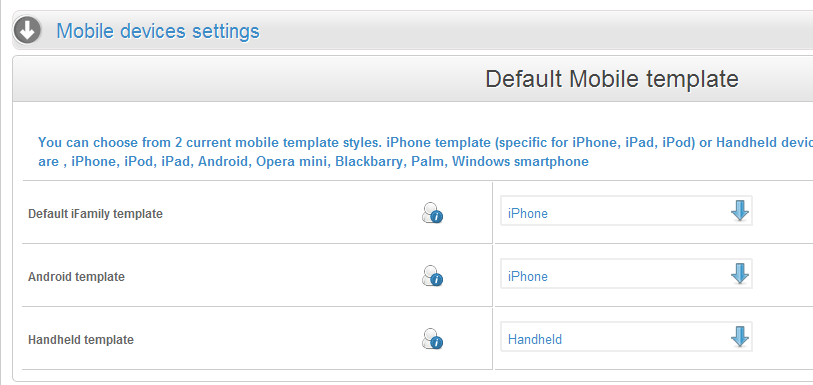 Mobile devices settings
Default Mobile template
You can choose from 2 current mobile template styles. iPhone template (specific for iPhone, iPad, iPod) or Handheld
are , iPhone, iPod, iPad, Android, Opera mini, Blackbarry, Palm, Windows smartphone
Default iFamily template
iPhone
Android template
iPhone
Handheld template
Handheld